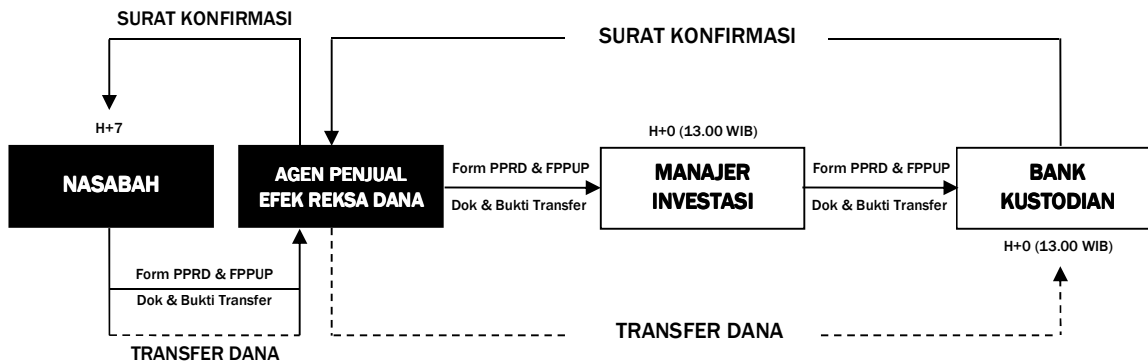 SURAT KONFIRMASI
SURAT KONFIRMASI
H+7
H+0 (13.00 WIB)
NASABAH
AGEN PENJUAL
EFEK REKSA DANA
Form PPRD & FPPUP
Dok & Bukti Transfer
MANAJER
INVESTASI
Form PPRD & FPPUP
Dok & Bukti Transfer
BANK
KUSTODIAN
H+0 (13.00 WIB)
Form PPRD & FPPUP
Dok & Bukti Transfer
TRANSFER DANA
TRANSFER DANA